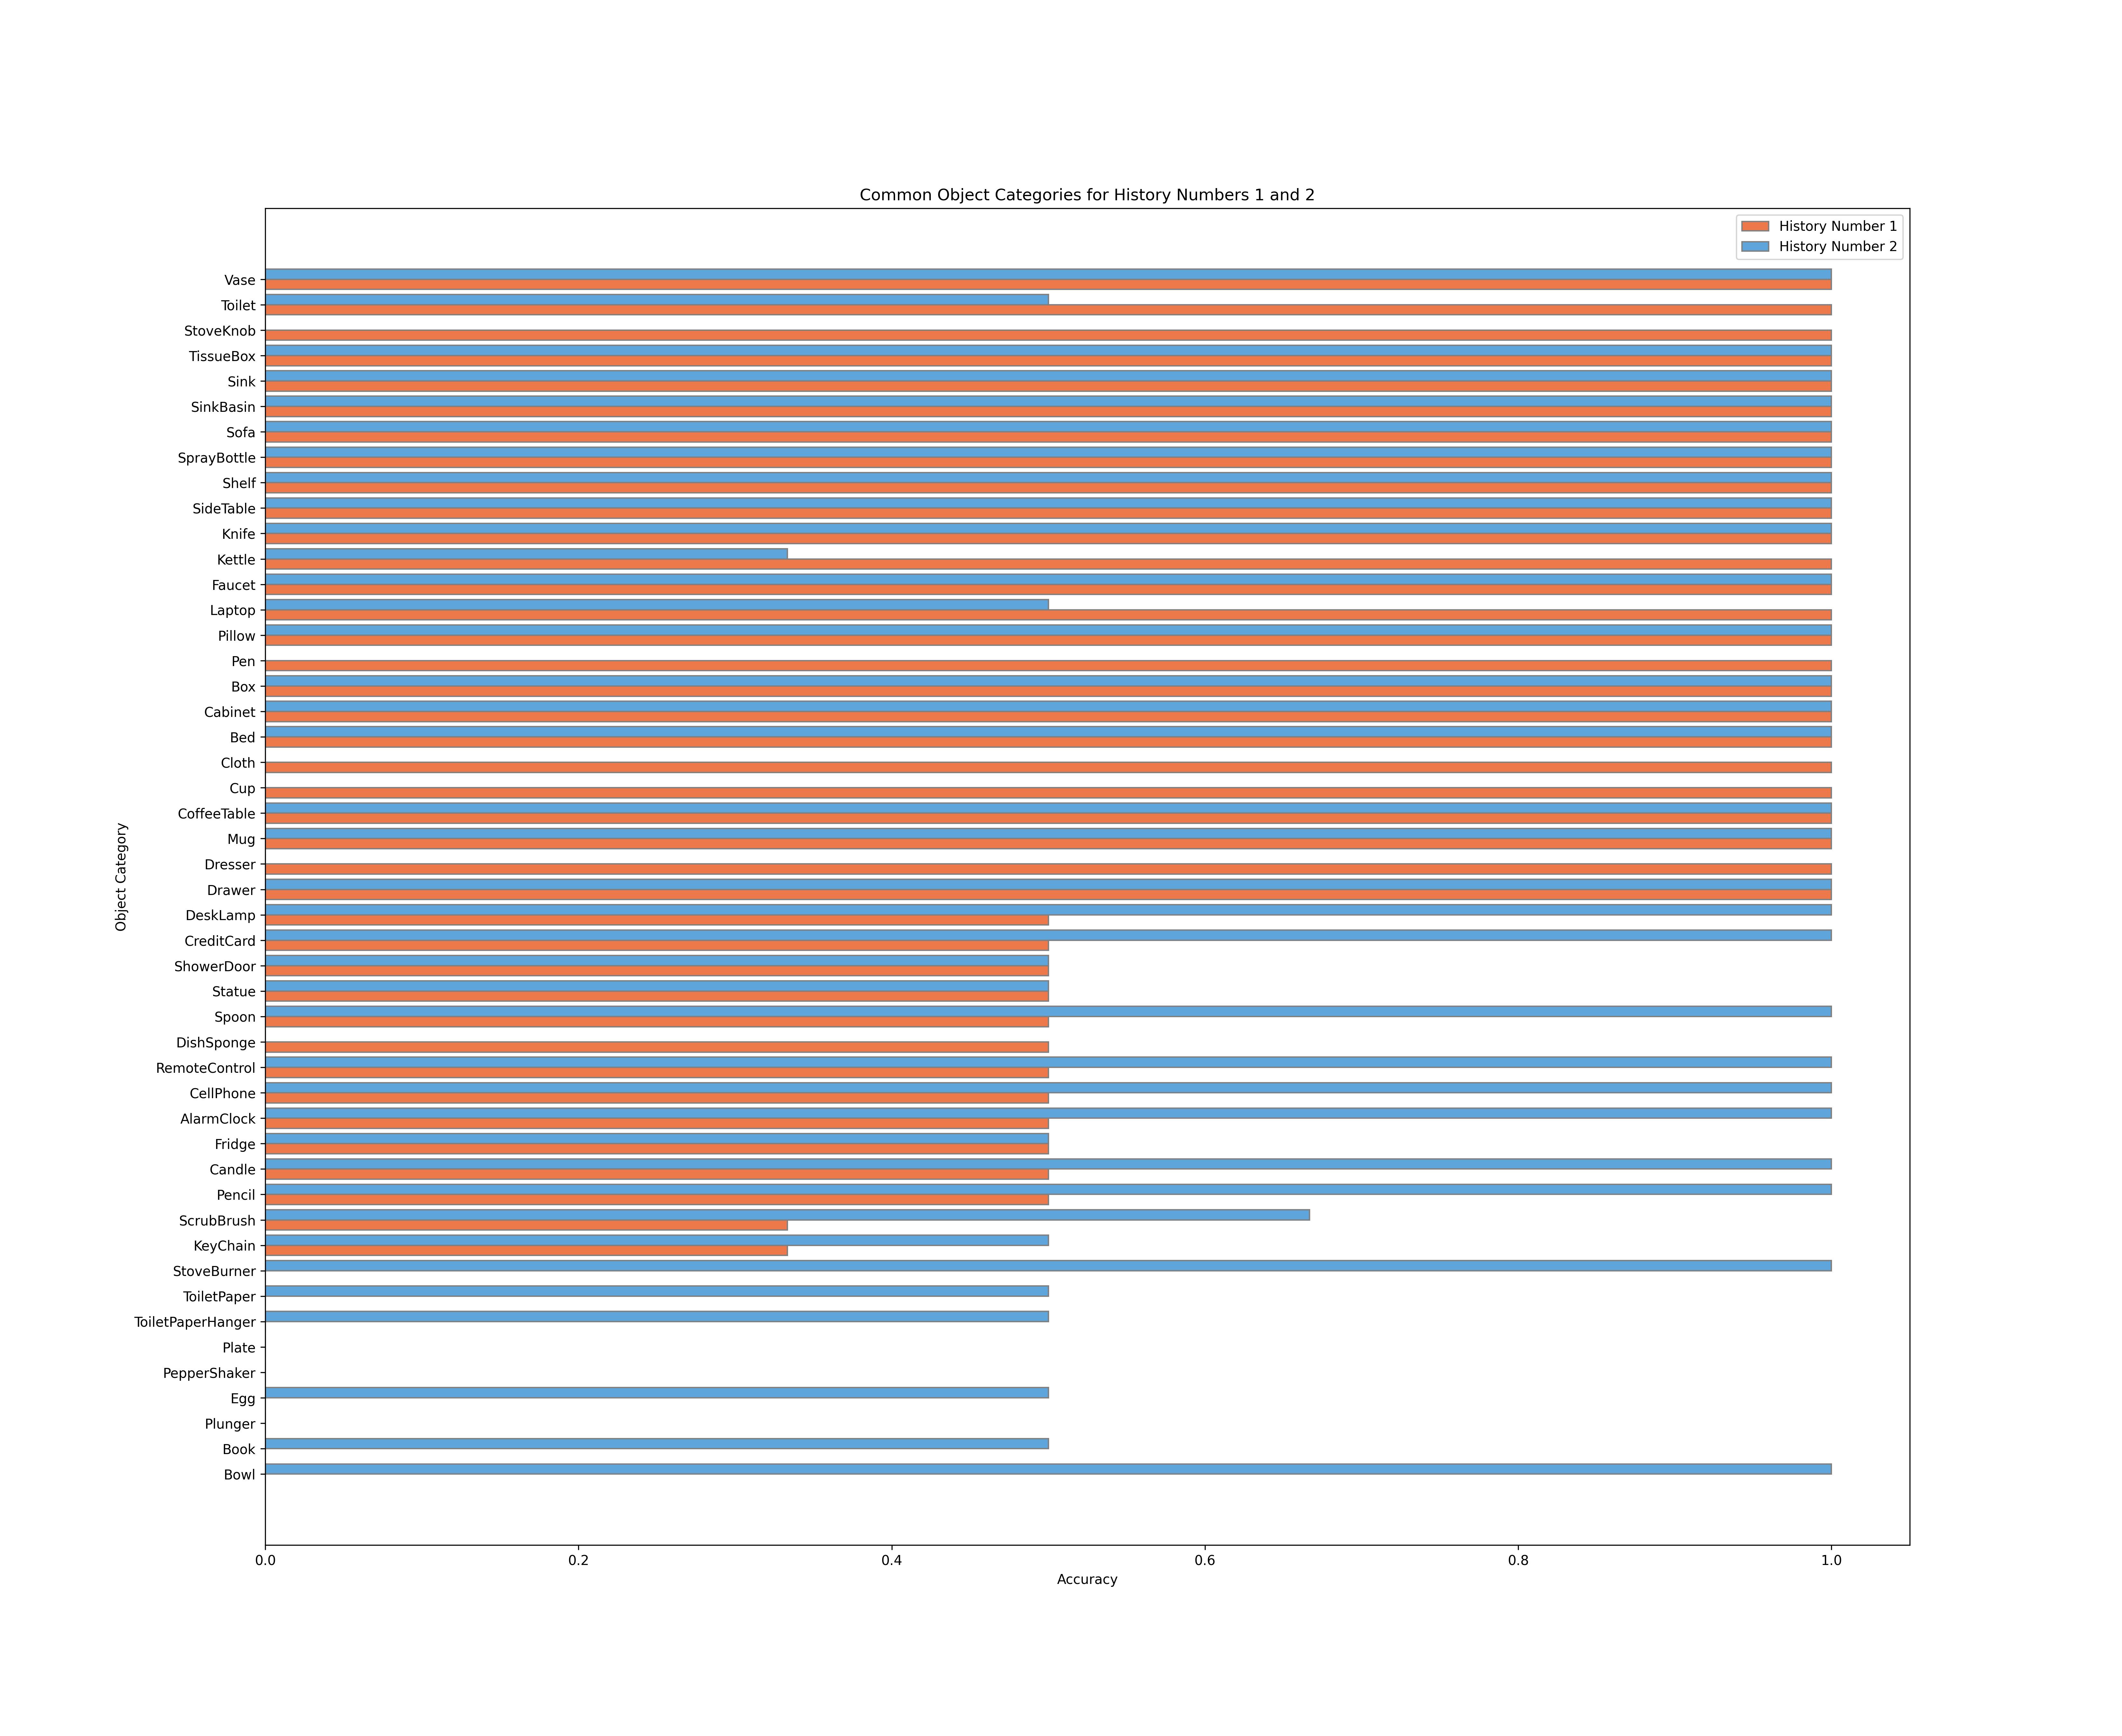 Common Object Categories for History Numbers 1 and 2
History Number 1
History Number 2
Vase
Toilet
StoveKnob
TissueBox
Sink
SinkBasin
Sofa
SprayBottle
Shelf
SideTable
Knife
Kettle
Faucet
Laptop
Pillow
Pen
Box
Cabinet
Bed
Cloth
Cup
CoffeeTable
Mug
Dresser
Drawer
DeskLamp
CreditCard
ShowerDoor
Statue
Spoon
DishSponge
RemoteControl
CellPhone
AlarmClock
Fridge
Candle
Pencil
ScrubBrush
KeyChain
StoveBurner
ToiletPaper
ToiletPaperHanger
Plate
PepperShaker
Egg
Plunger
Book
Bowl
Object Category
0.0 0.2 0.4 0.6 0.8 1.0
Accuracy